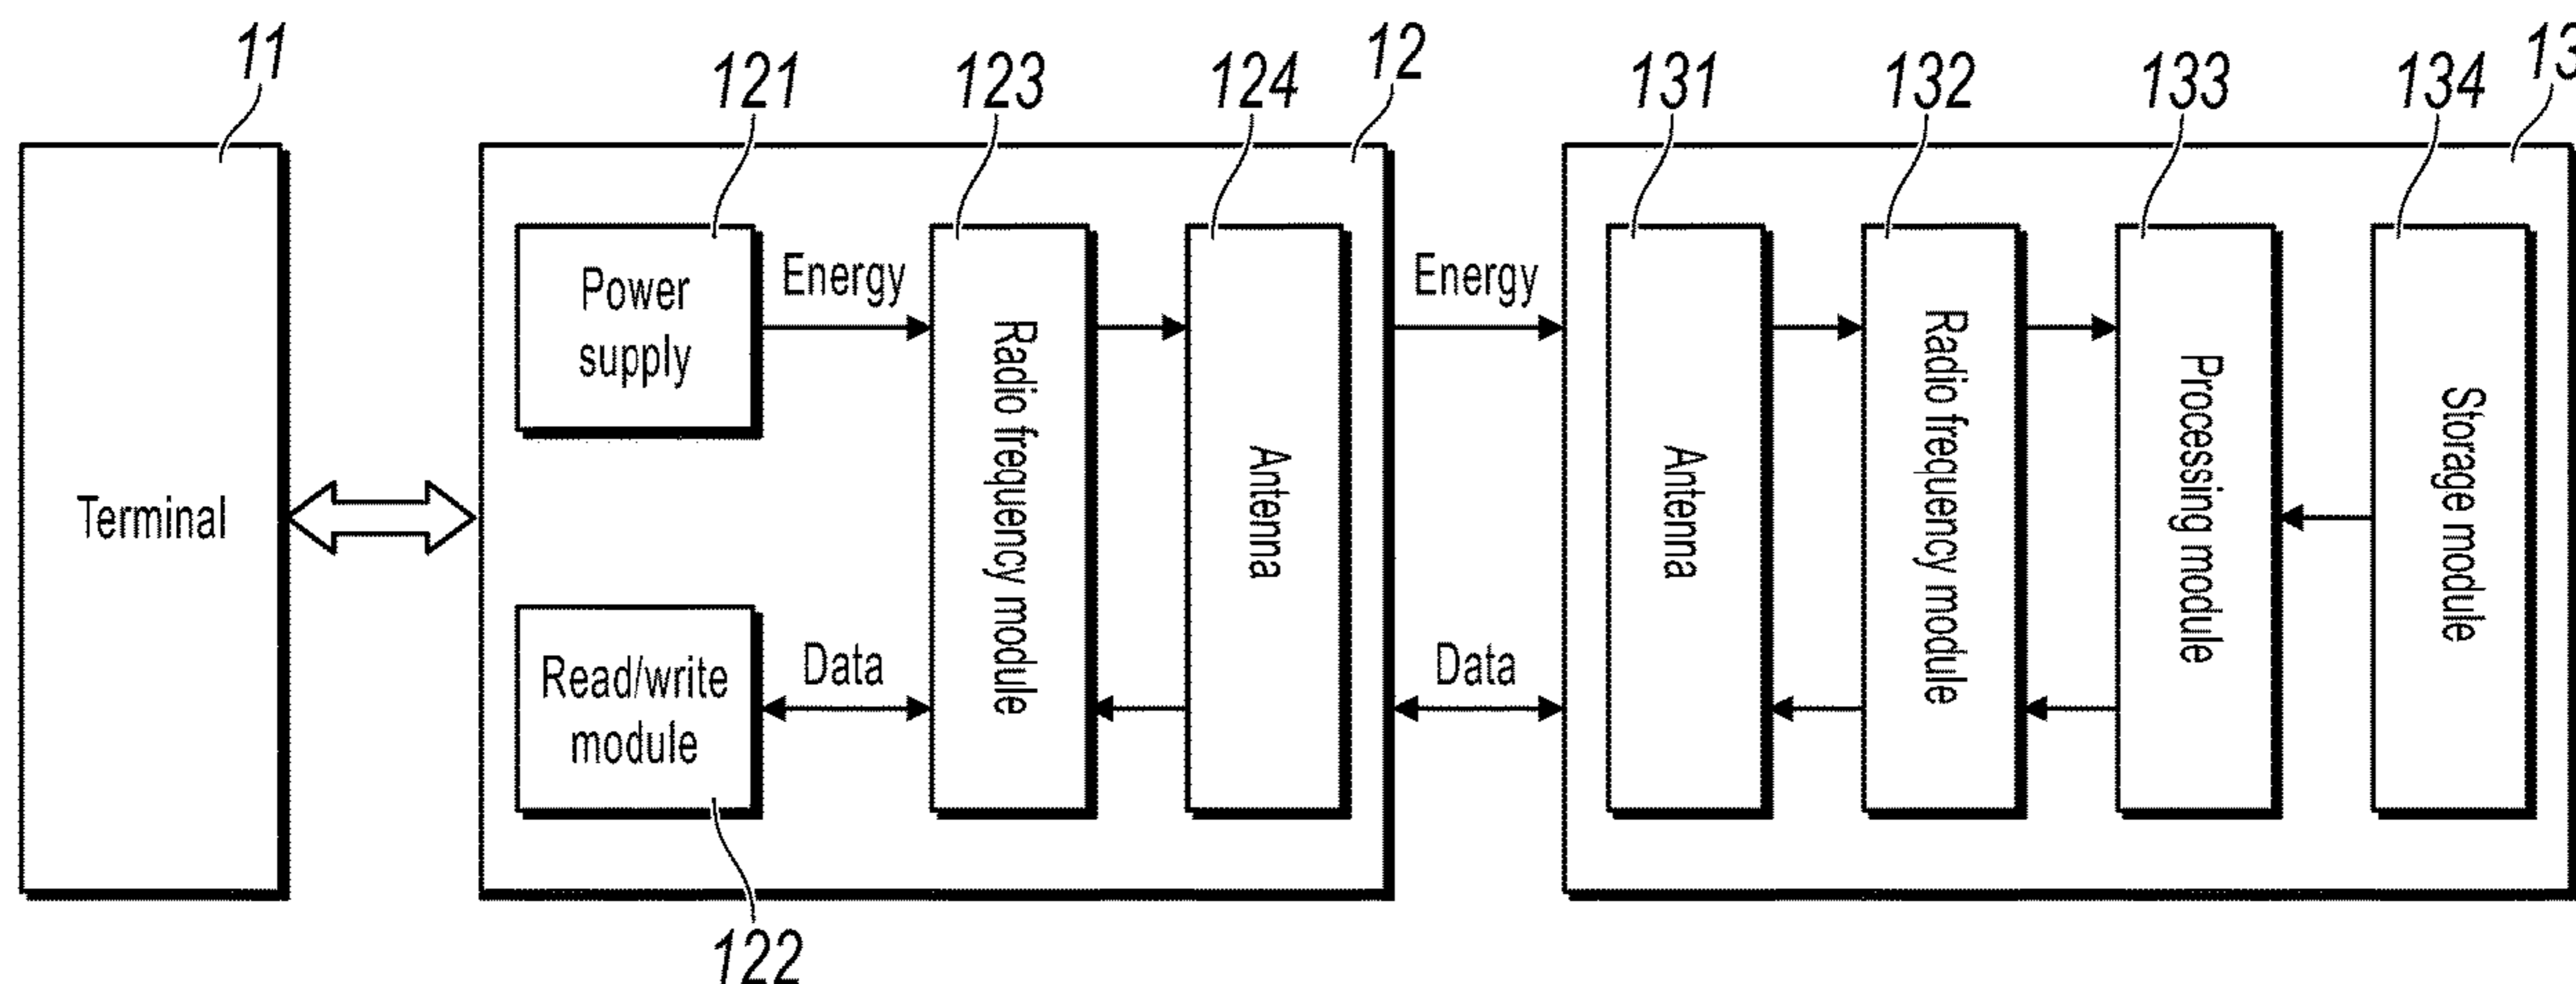 11
121
123
124
12
131
132
133
134
13
Power
supply
Energy
Energy
Radio frequency module
Antenna
Antenna
Radio frequency module
Processing module
Storage module
Terminal
Read/write
module
Data
Data
122